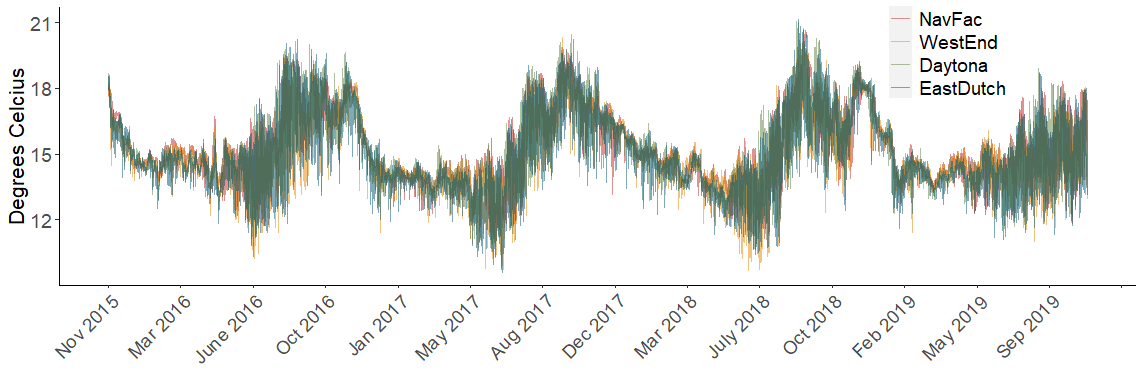 Degrees Celcius
21
18
15
12
NavFac
WestEnd
Daytona
EastDutch
Nov 2015
Mar 2016
June 2016
Oct 2016
Jan 2017
May 2017
Aug 2017
Dec 2017
Mar 2018
July 2018
Oct 2018
Feb 2019
May 2019
Sep 2019